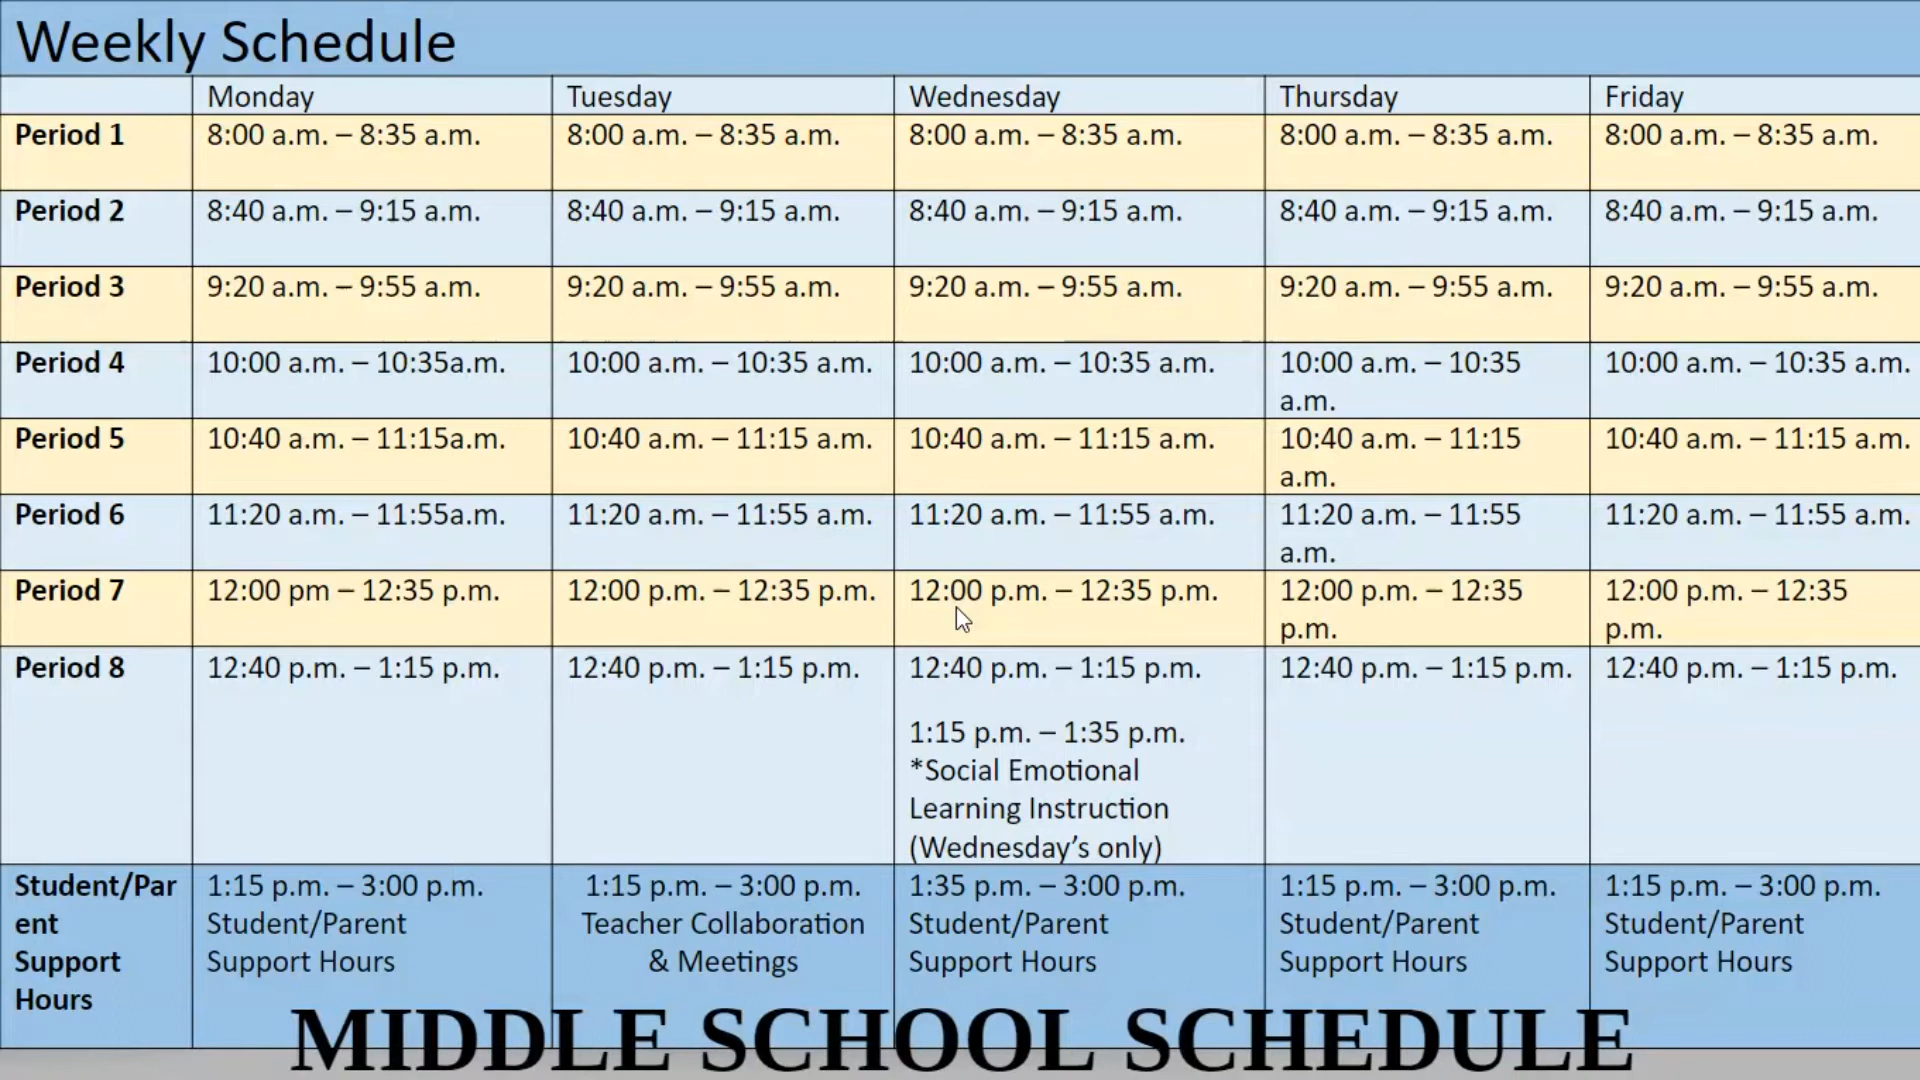 Weekly Schedule
Monday Tuesday Wednesday Thursday Friday
Period 1 8:00 a.m. – 8:35 a.m. 8:00 a.m. – 8:35 a.m. 8:00 a.m. – 8:35 a.m. 8:00 a.m. – 8:35 a.m. 8:00 a.m. – 8:35 a.m.
Period 2 8:40 a.m. – 9:15 a.m. 8:40 a.m. – 9:15 a.m. 8:40 a.m. – 9:15 a.m. 8:40 a.m. – 9:15 a.m. 8:40 a.m. – 9:15 a.m.
Period 3 9:20 a.m. – 9:55 a.m. 9:20 a.m. – 9:55 a.m. 9:20 a.m. – 9:55 a.m. 9:20 a.m. – 9:55 a.m. 9:20 a.m. – 9:55 a.m.
Period 4 10:00 a.m. – 10:35a.m. 10:00 a.m. – 10:35 a.m. 10:00 a.m. – 10:35 a.m. 10:00 a.m. – 10:35 10:00 a.m. – 10:35 a.m.
a.m.
Period 5 10:40 a.m. – 11:15a.m. 10:40 a.m. – 11:15 a.m. 10:40 a.m. – 11:15 a.m. 10:40 a.m. – 11:15 10:40 a.m. – 11:15 a.m.
a.m.
Period 6 11:20 a.m. – 11:55a.m. 11:20 a.m. – 11:55 a.m. 11:20 a.m. – 11:55 a.m. 11:20 a.m. – 11:55 11:20 a.m. – 11:55 a.m.
a.m.
Period 7 12:00 pm – 12:35 p.m. 12:00 p.m. – 12:35 p.m. 12:00 p.m. – 12:35 p.m. 12:00 p.m. – 12:35 12:00 p.m. – 12:35
p.m. p.m.
Period 8 12:40 p.m. – 1:15 p.m. 12:40 p.m. – 1:15 p.m. 12:40 p.m. – 1:15 p.m. 12:40 p.m. – 1:15 p.m. 12:40 p.m. – 1:15 p.m.
1:15 p.m. – 1:35 p.m.
*Social Emotional
Learning Instruction
(Wednesday’s only)
Student/Par 1:15 p.m. – 3:00 p.m. 1:15 p.m. – 3:00 p.m. 1:35 p.m. – 3:00 p.m. 1:15 p.m. – 3:00 p.m. 1:15 p.m. – 3:00 p.m.
ent Student/Parent Teacher Collaboration Student/Parent Student/Parent Student/Parent
Support Support Hours & Meetings Support Hours Support Hours Support Hours
Hours
MIDDLE SCHOOL SCHEDULE